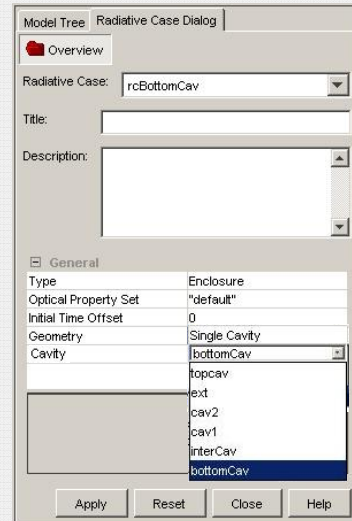 Model Tree Radiative Case Dialog
Overview
Radiative Case: rcBottomCav
Title:
Description:
General
Type Enclosure
Optical Property Set "default"
Initial Time Offset 0
Geometry Single Cavity
Cavity bottomCav
topcav
ext
cav2
cav1
interCav
bottomCav
Apply Reset Close Help